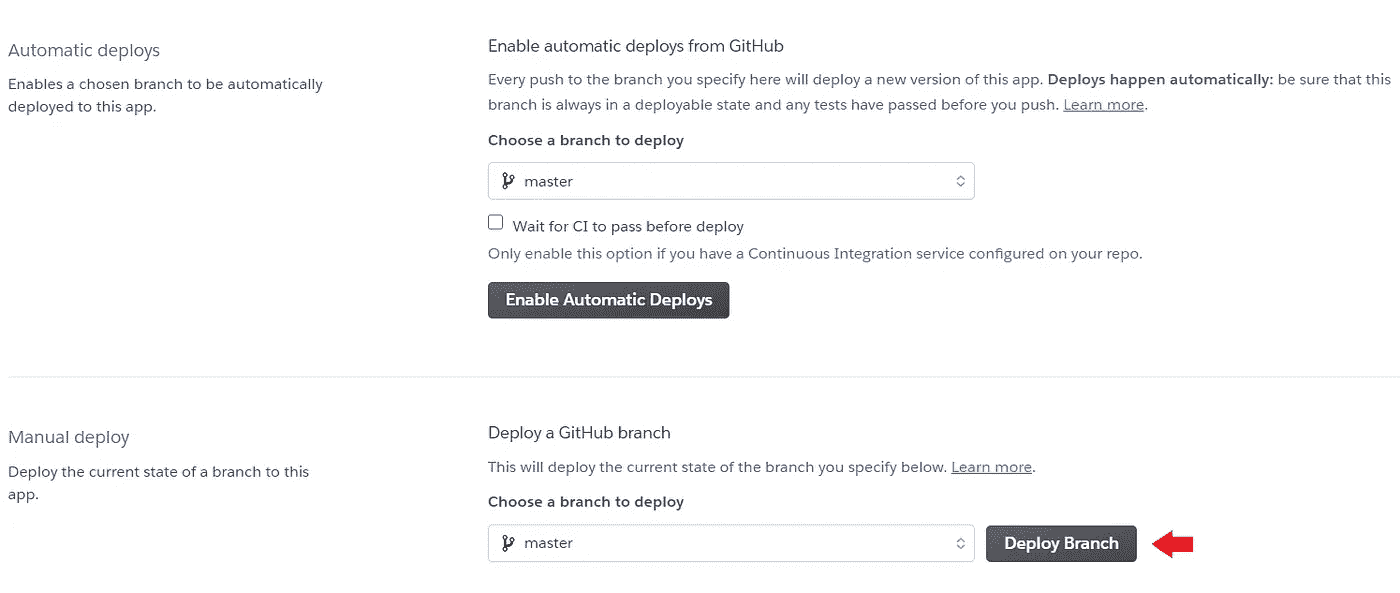 Automatic deploys
Enables a chosen branch to be automatically
deployed to this app.
Enable automatic deploys from GitHub
Every push to the branch you specify here will deploy a new version of this app. Deploys happen automatically: be sure that this
branch is always in a deployable state and any tests have passed before you push. Learn more.
Choose a branch to deploy
master
Wait for CI to pass before deploy
Only enable this option if you have a Continuous Integration service configured on your repo.
Enable Automatic Deploys
Manual deploy
Deploy the current state of a branch to this
app.
Deploy a GitHub branch
This will deploy the current state of the branch you specify below. Learn more.
Choose a branch to deploy
master
Deploy Branch